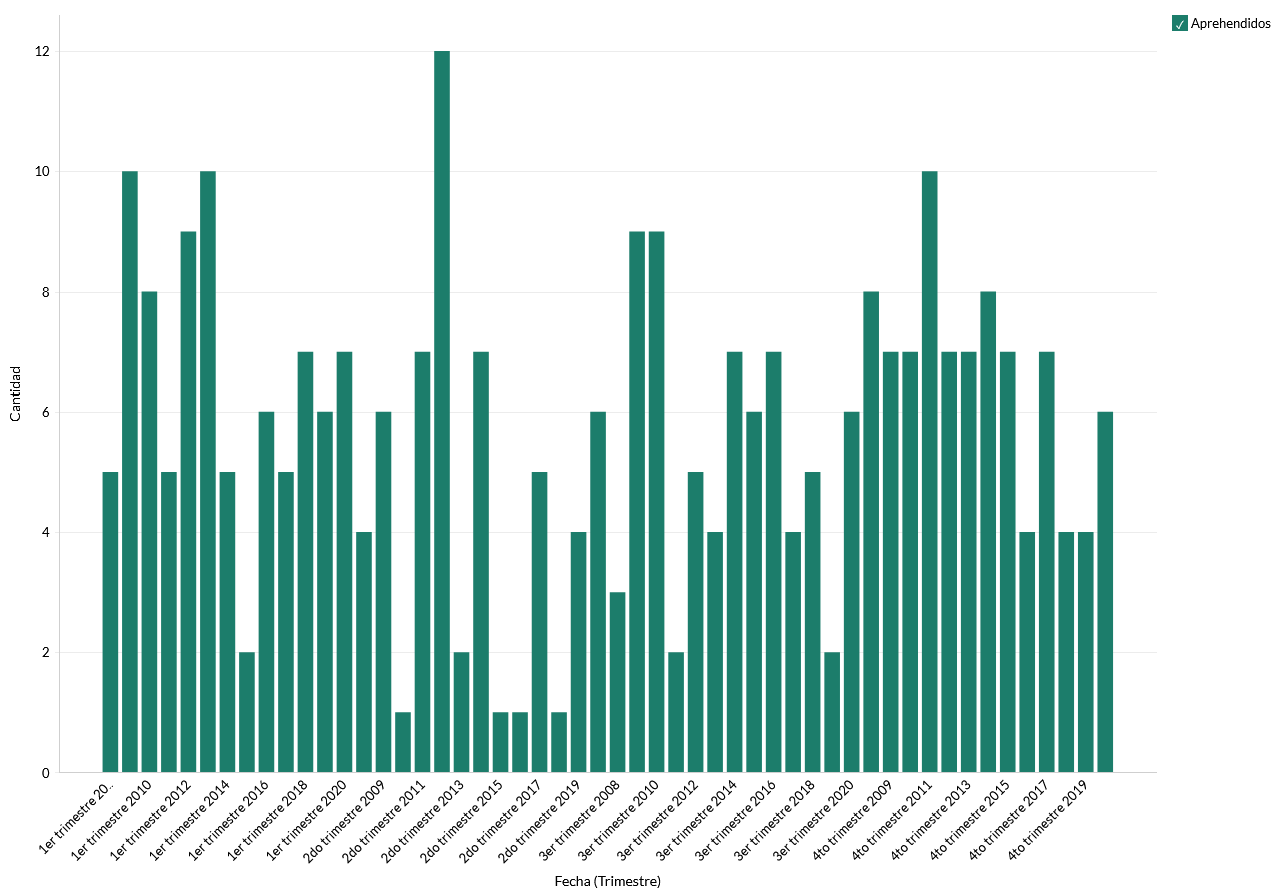 Aprehendidos
12
10
8
6
4
2
0
Cantidad
1er trimestre 20..
1er trimestre 2010
1er trimestre 2012
1er trimestre 2014
1er trimestre 2016
1er trimestre 2018
1er trimestre 2020
2do trimestre 2009
2do trimestre 2011
2do trimestre 2013
2do trimestre 2015
2do trimestre 2017
2do trimestre 2019
3er trimestre 2008
3er trimestre 2010
3er trimestre 2012
3er trimestre 2014
3er trimestre 2016
3er trimestre 2018
3er trimestre 2020
4to trimestre 2009
4to trimestre 2011
4to trimestre 2013
4to trimestre 2015
4to trimestre 2017
4to trimestre 2019
Fecha (Trimestre)